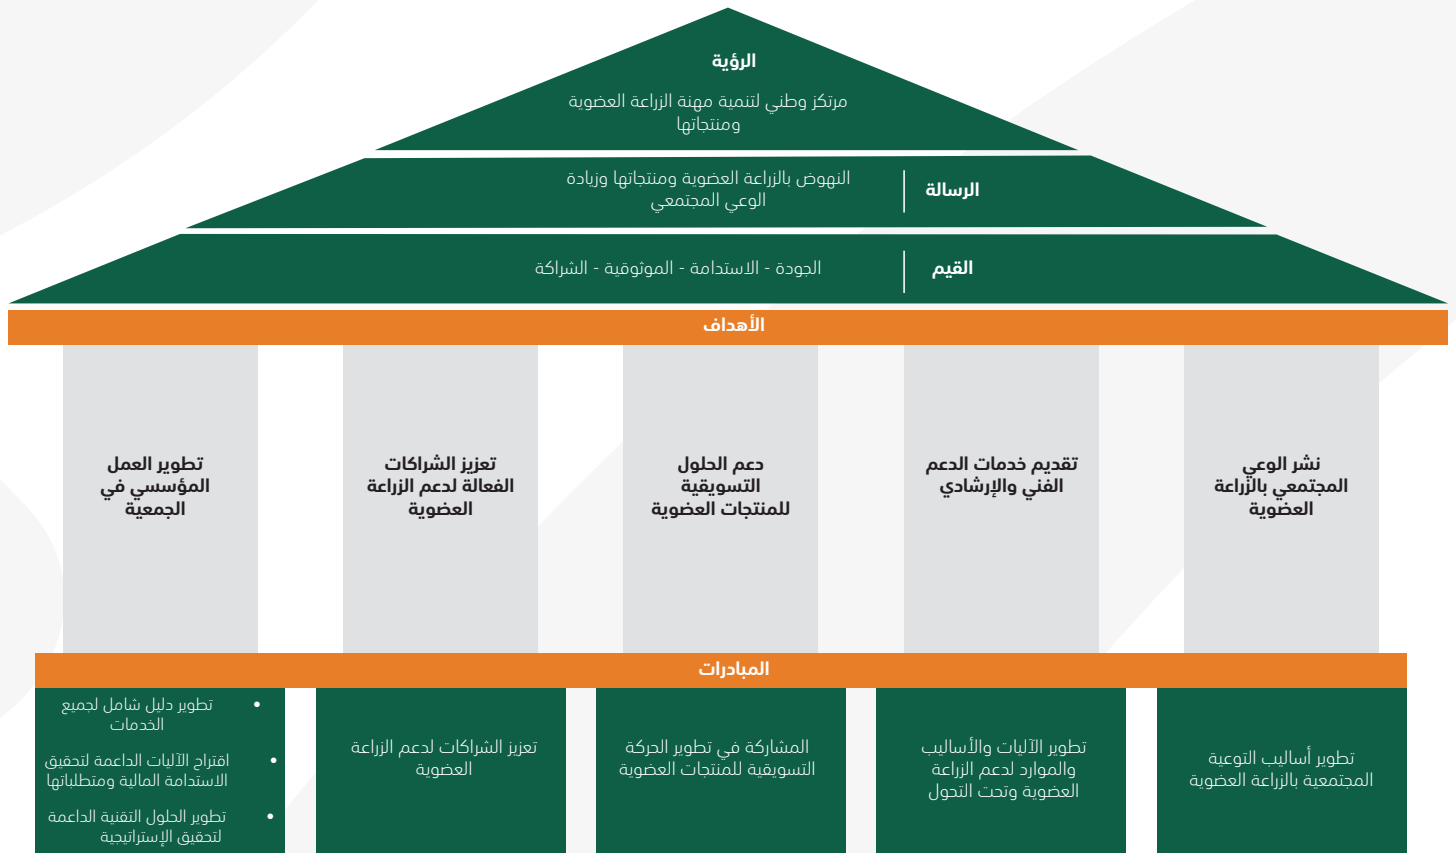 الرؤية
مرتكز وطني لتنمية مهنة الزراعة العضوية
ومنتجاتها
الرسالة
النهوض بالزراعة العضوية ومنتجاتها وزيادة
الوعي المجتمعي
القيم
الجودة - الاستدامة - الموثوقية - الشراكة
الأهداف
نشر الوعي
المجتمعي بالزراعة
العضوية
تقديم خدمات الدعم
الفني والإرشادي
دعم الحلول
التسويقية
للمنتجات العضوية
تعزيز الشراكات
الفعالة لدعم الزراعة
العضوية
تطوير العمل
المؤسسي في
الجمعية
المبادرات
تطوير أساليب التوعية
المجتمعية بالزراعة العضوية
تطوير الآليات والأساليب
والموارد لدعم الزراعة
العضوية وتحت التحول
المشاركة في تطوير الحركة
التسويقية للمنتجات العضوية
تعزيز الشراكات لدعم الزراعة
العضوية
• تطوير دليل شامل لجميع
الخدمات
• اقتراح الآليات الداعمة لتحقيق
الاستدامة المالية ومتطلباتها
• تطوير الحلول التقنية الداعمة
لتحقيق الإستراتيجية